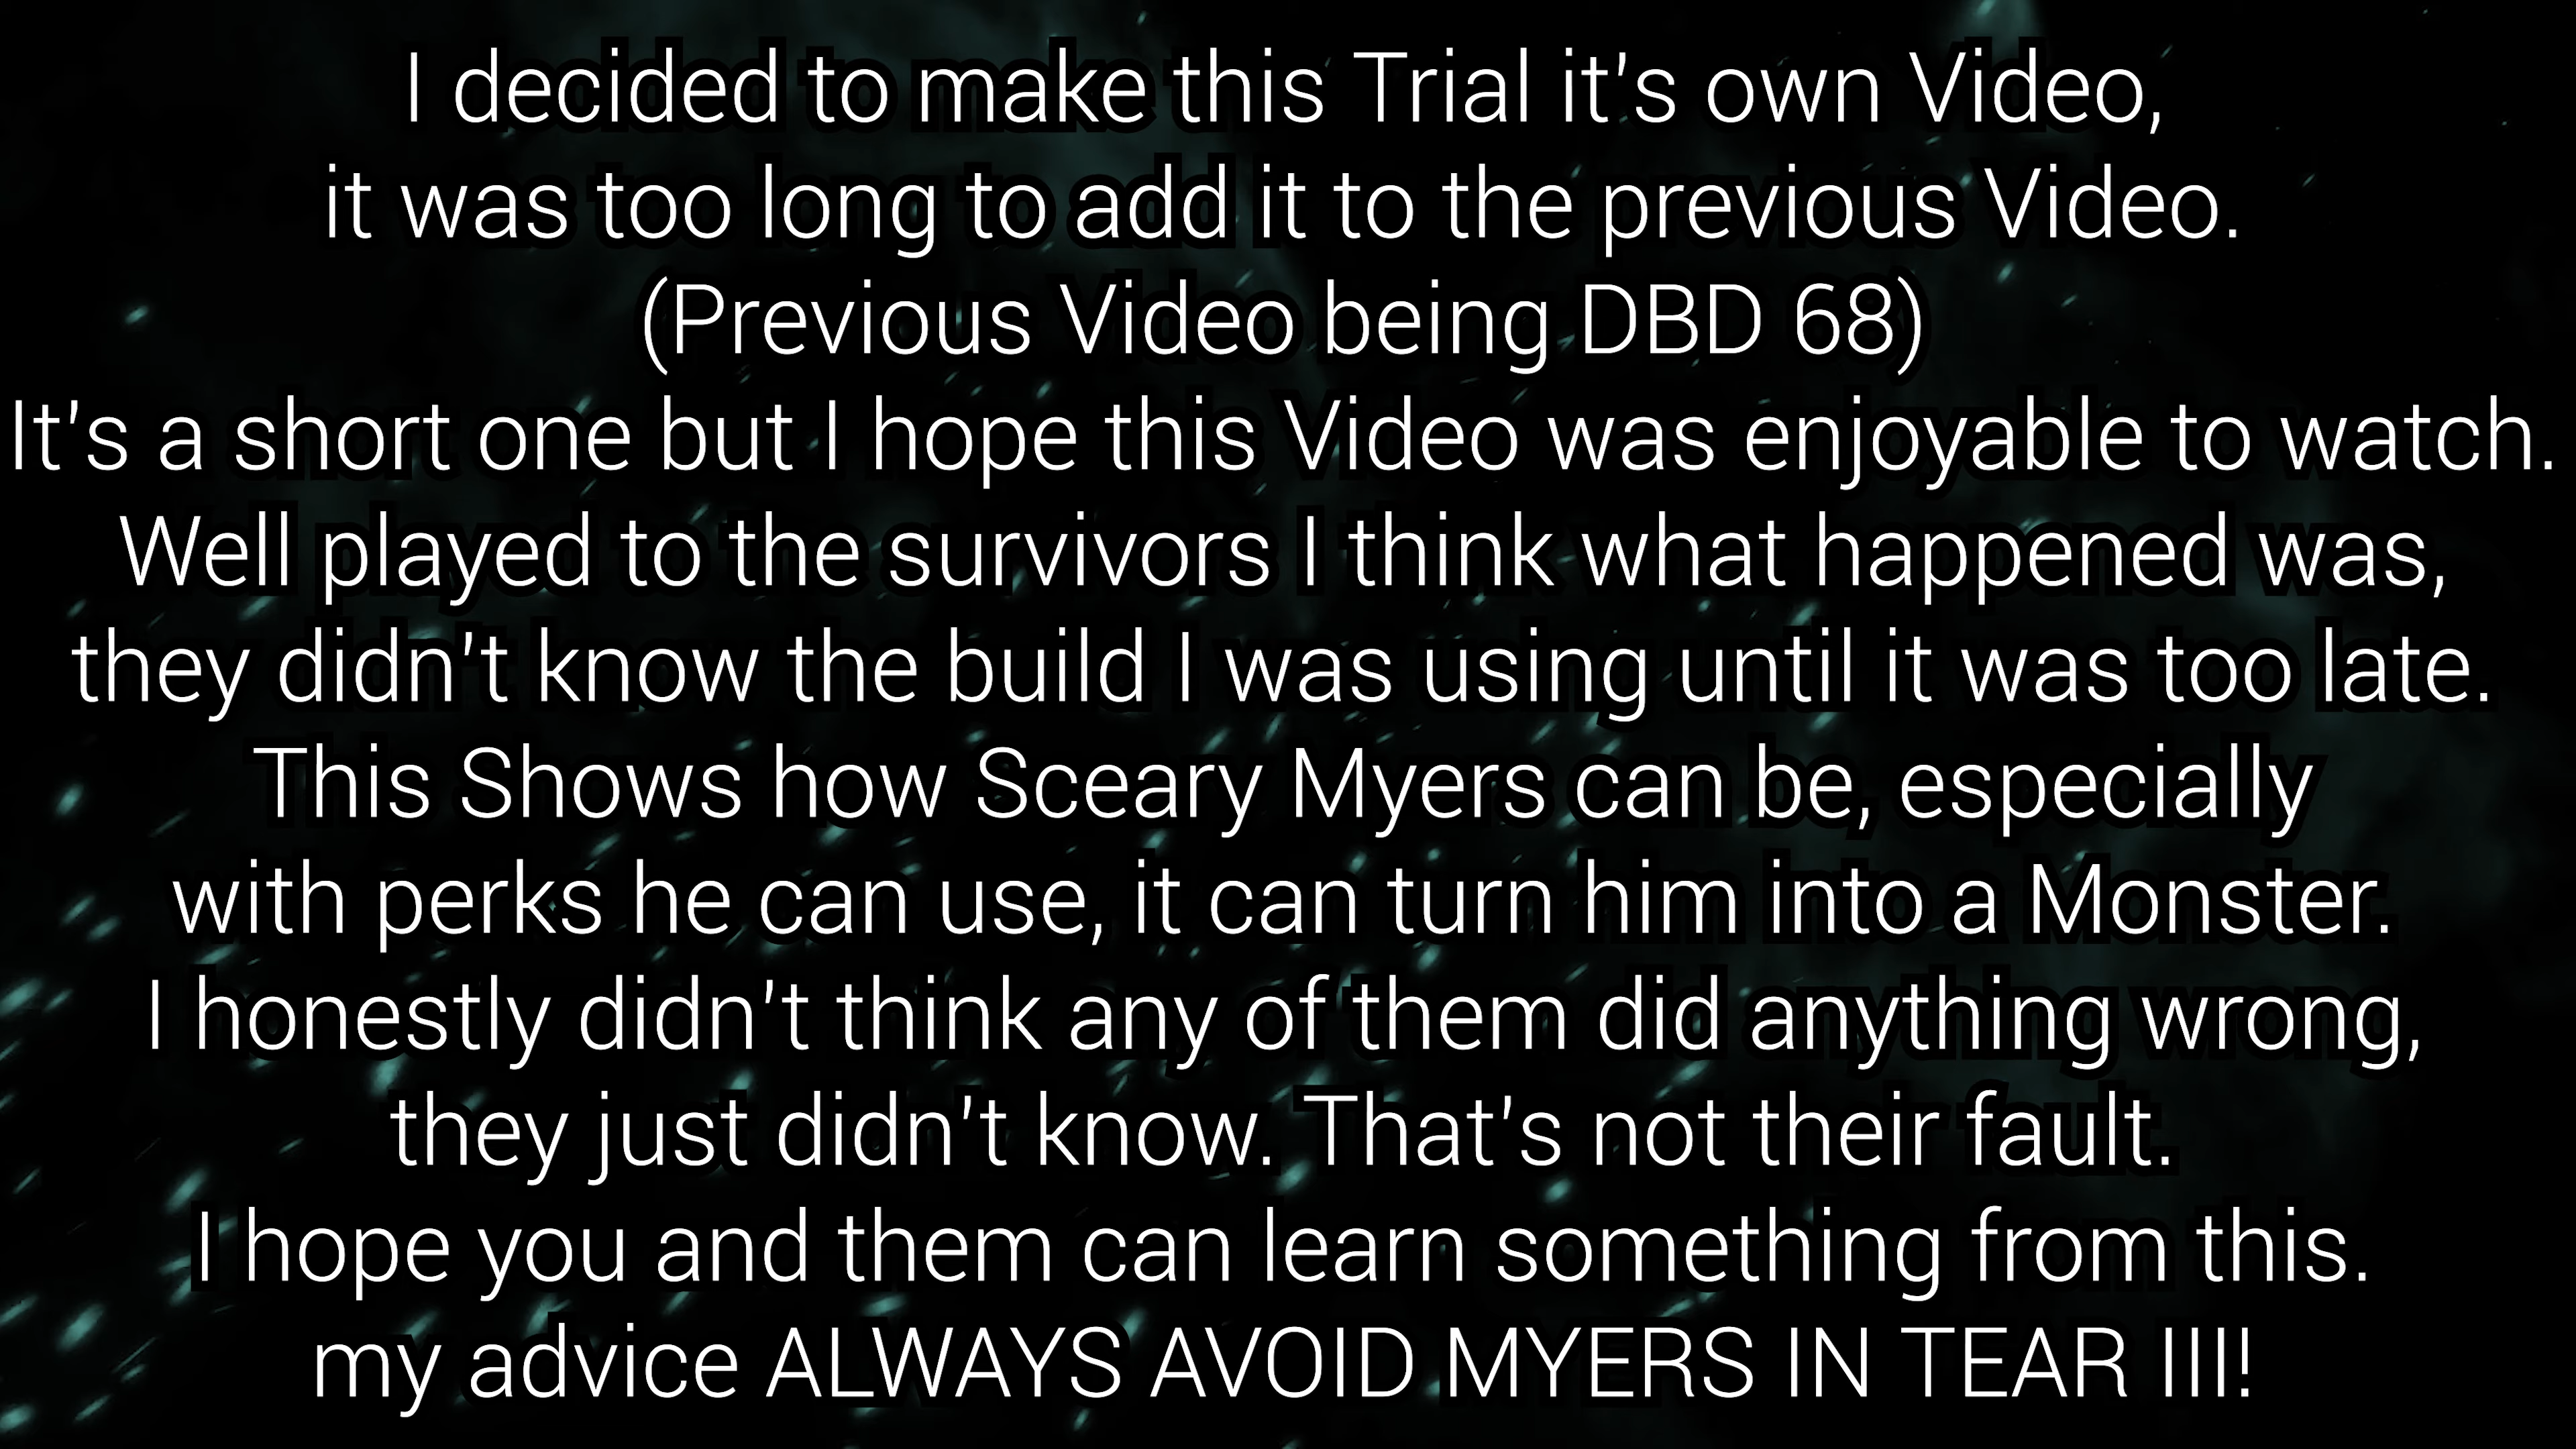 I decided to make this Trial it's own Video,
it was too long to add it to the previous Video.
(Previous Video being DBD 68)
It's a short one but I hope this Video was enjoyable to watch.
Well played to the survivors I think what happened was,
they didn't know the build I was using until it was too late.
This Shows how Sceary Myers can be, especially
with perks he can use, it can turn him into a Monster.
I honestly didn't think any of them did anything wrong,
they just didn't know. That's not their fault.
I hope you and them can learn something from this.
my advice ALWAYS AVOID MYERS IN TEAR III!